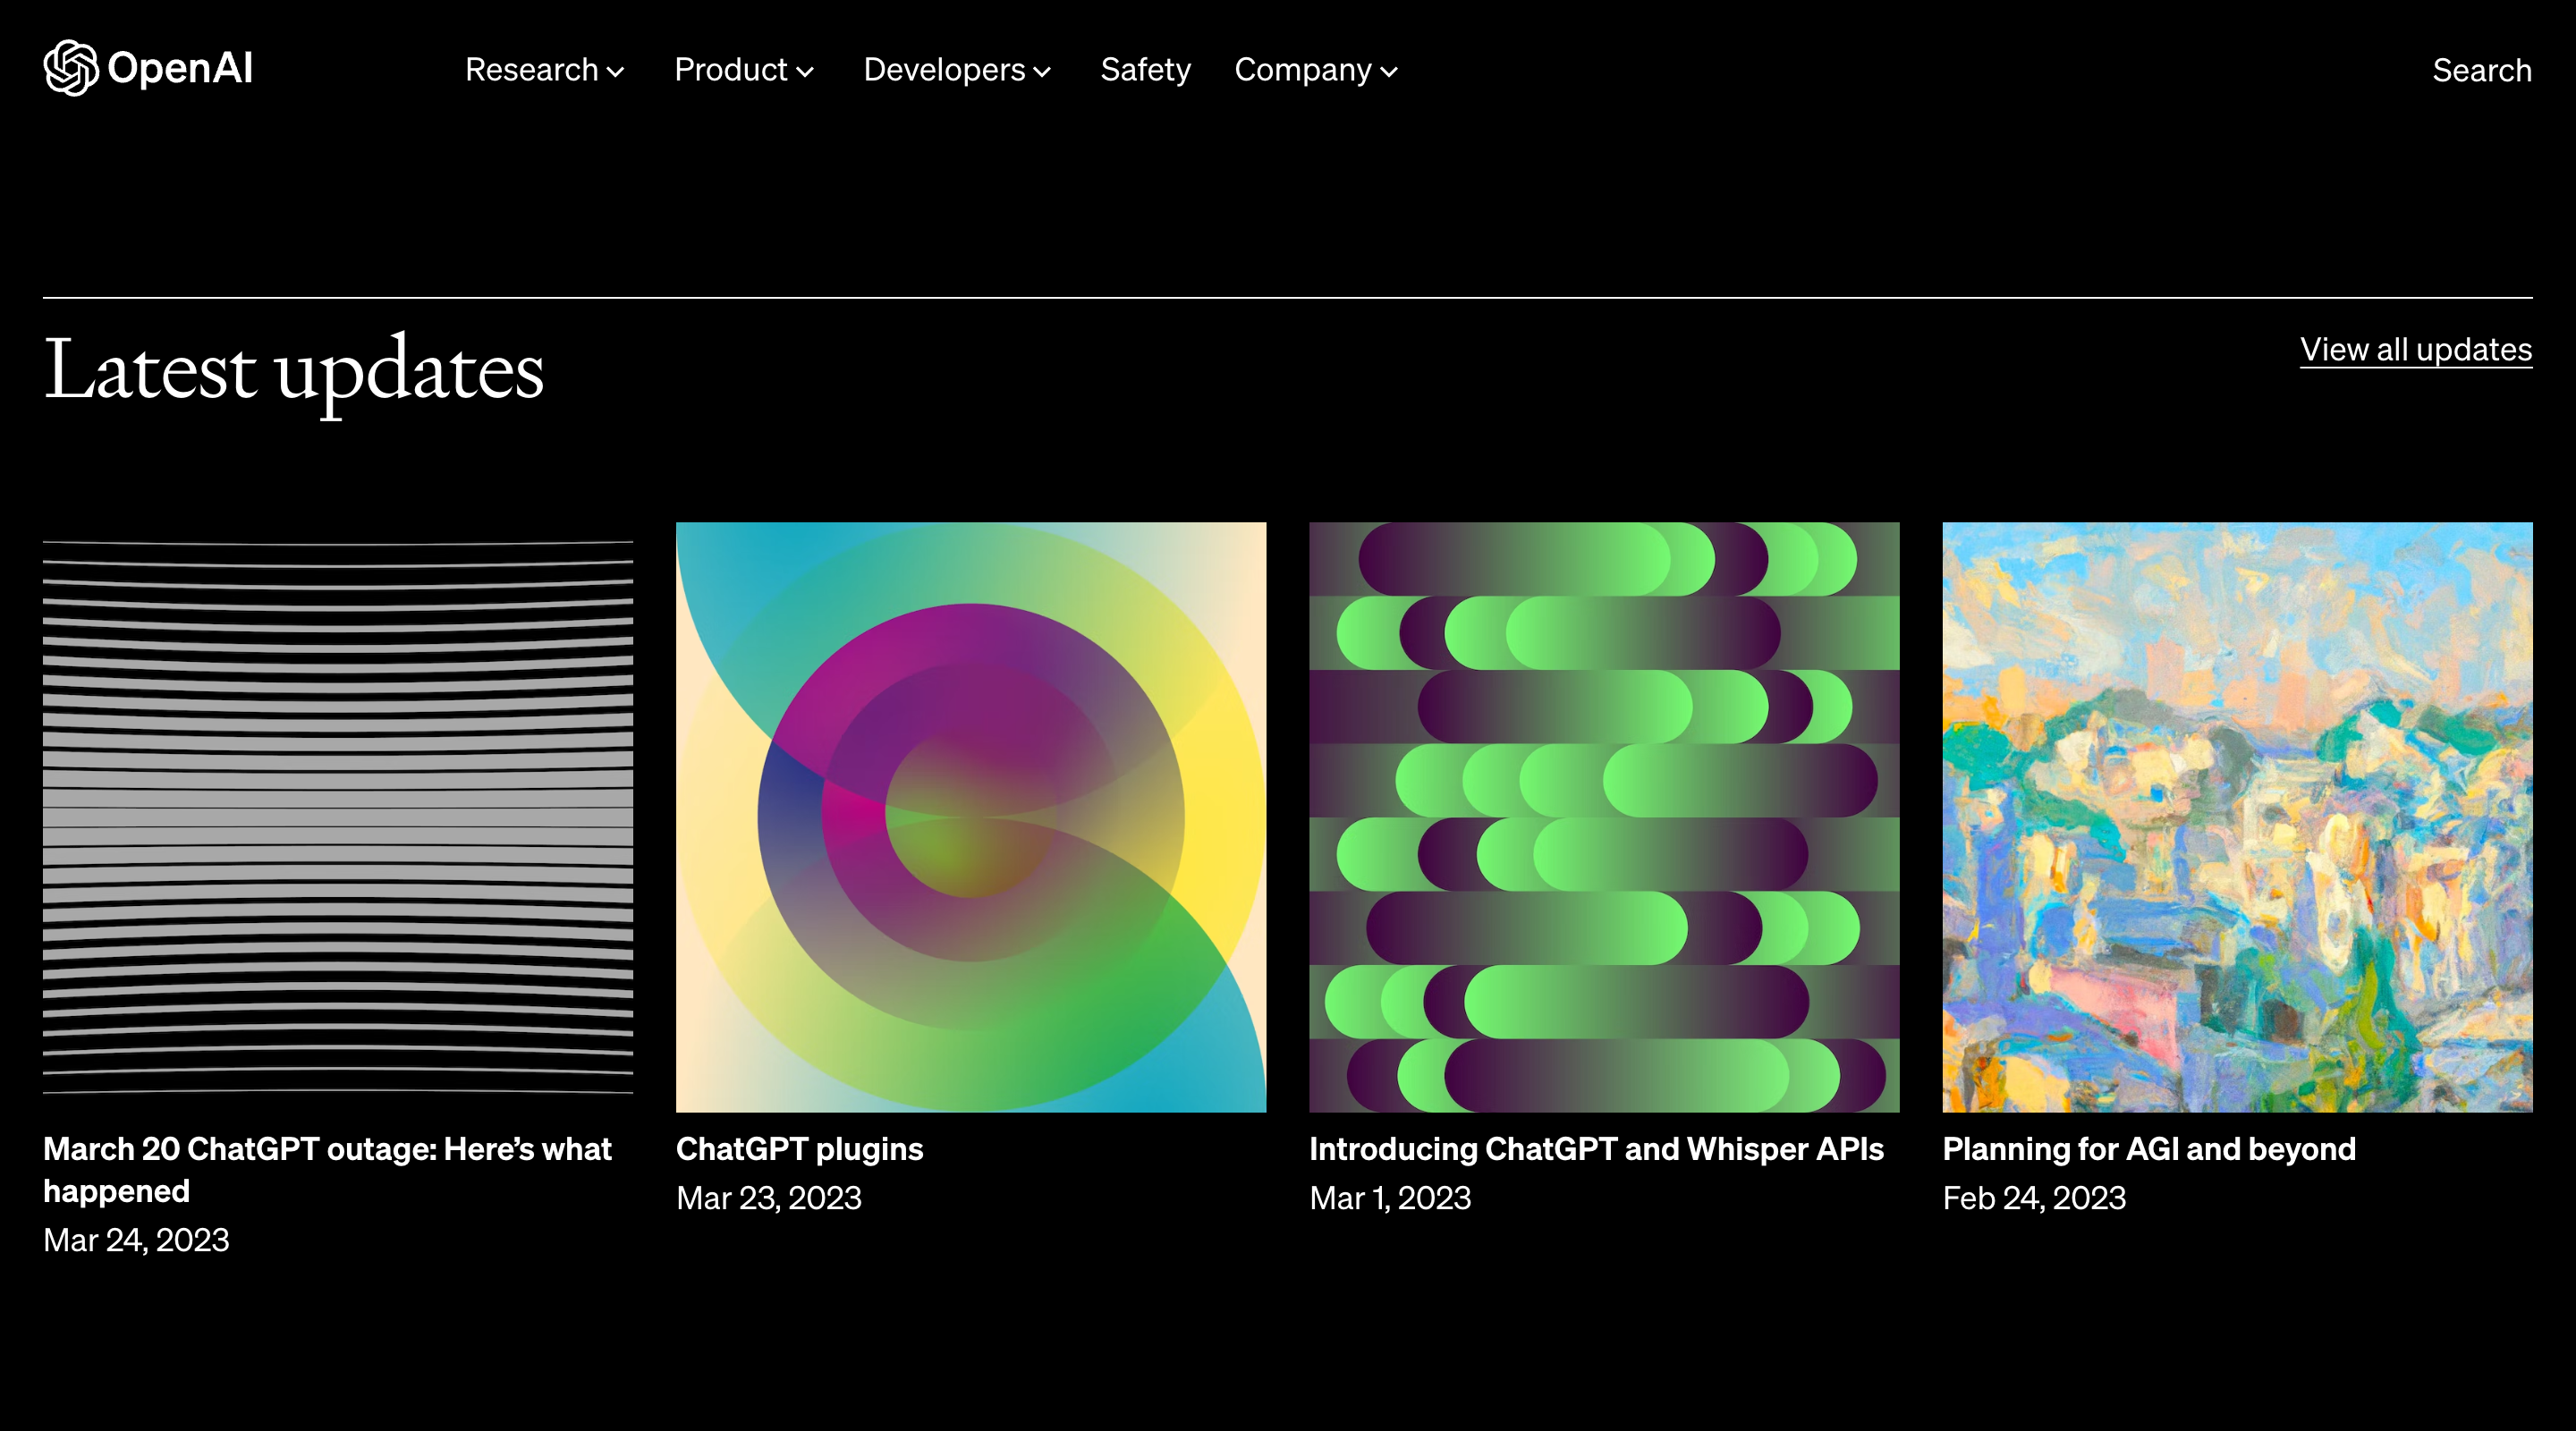 OpenAI
Research
Product
Developers
Safety
Company
Search
Latest updates
View all updates
March 20 ChatGPT outage: Here’s what
happened
Mar 24, 2023
ChatGPT plugins
Mar 23, 2023
Introducing ChatGPT and Whisper APIs
Mar 1, 2023
Planning for AGI and beyond
Feb 24, 2023